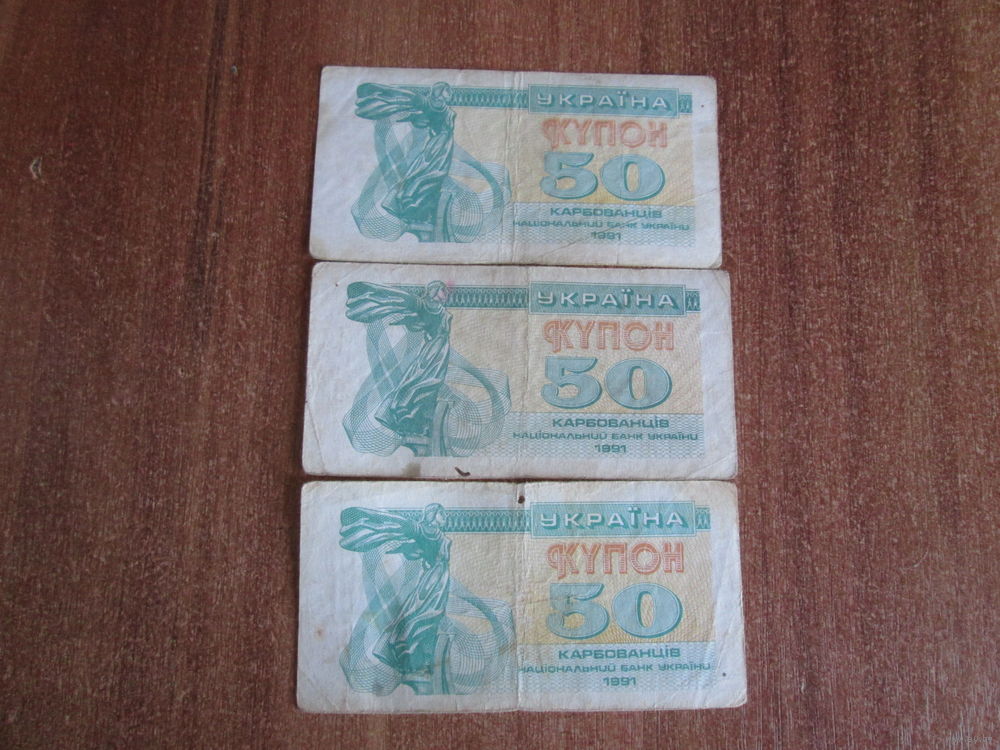 УКРАЇНА
КУПОН
50
КАРБОВАНЦІВ
НАЦІОНАЛЬНИЙ БАНК УКРАЇНИ
1991
УКРАЇНА
КУПОН
50
КАРБОВАНЦІВ
НАЦІОНАЛЬНИЙ БАНК УКРАЇНИ
1991
УКРАЇНА
КУПОН
50
КАРБОВАНЦІВ
НАЦІОНАЛЬНИЙ БАНК УКРАЇНИ
1991